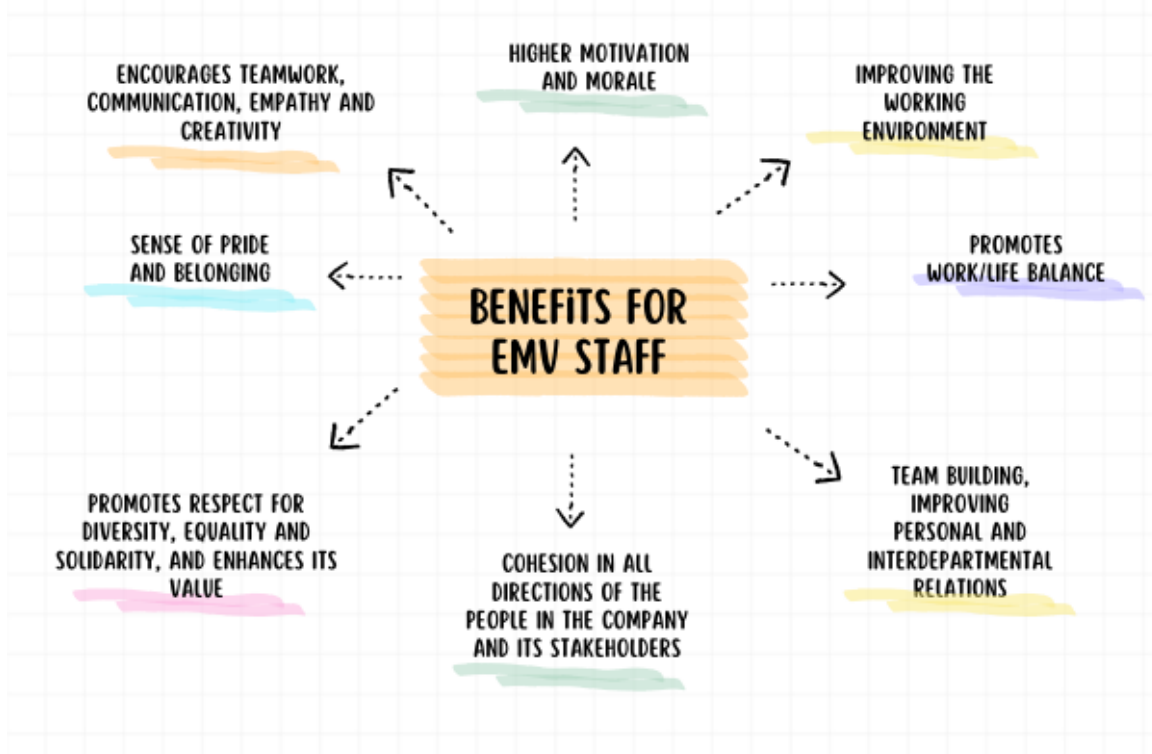 ENCOURAGES TEAMWORK,
COMMUNICATION, EMPATHY AND
CREATIVITY
HIGHER MOTIVATION
AND MORALE
IMPROVING THE
WORKING
ENVIRONMENT
SENSE OF PRIDE
AND BELONGING
BENEFiTS FOR
EMV STAFF
PROMOTES
WORK/LIFE BALANCE
PROMOTES RESPECT FOR
DIVERSITY, EQUALITY AND
SOLIDARITY, AND ENHANCES ITS
VALUE
COHESION IN ALL
DIRECTIONS OF THE
PEOPLE IN THE COMPANY
AND ITS STAKEHOLDERS
TEAM BUILDING,
IMPROVING
PERSONAL AND
INTERDEPARTMENTAL
RELATIONS